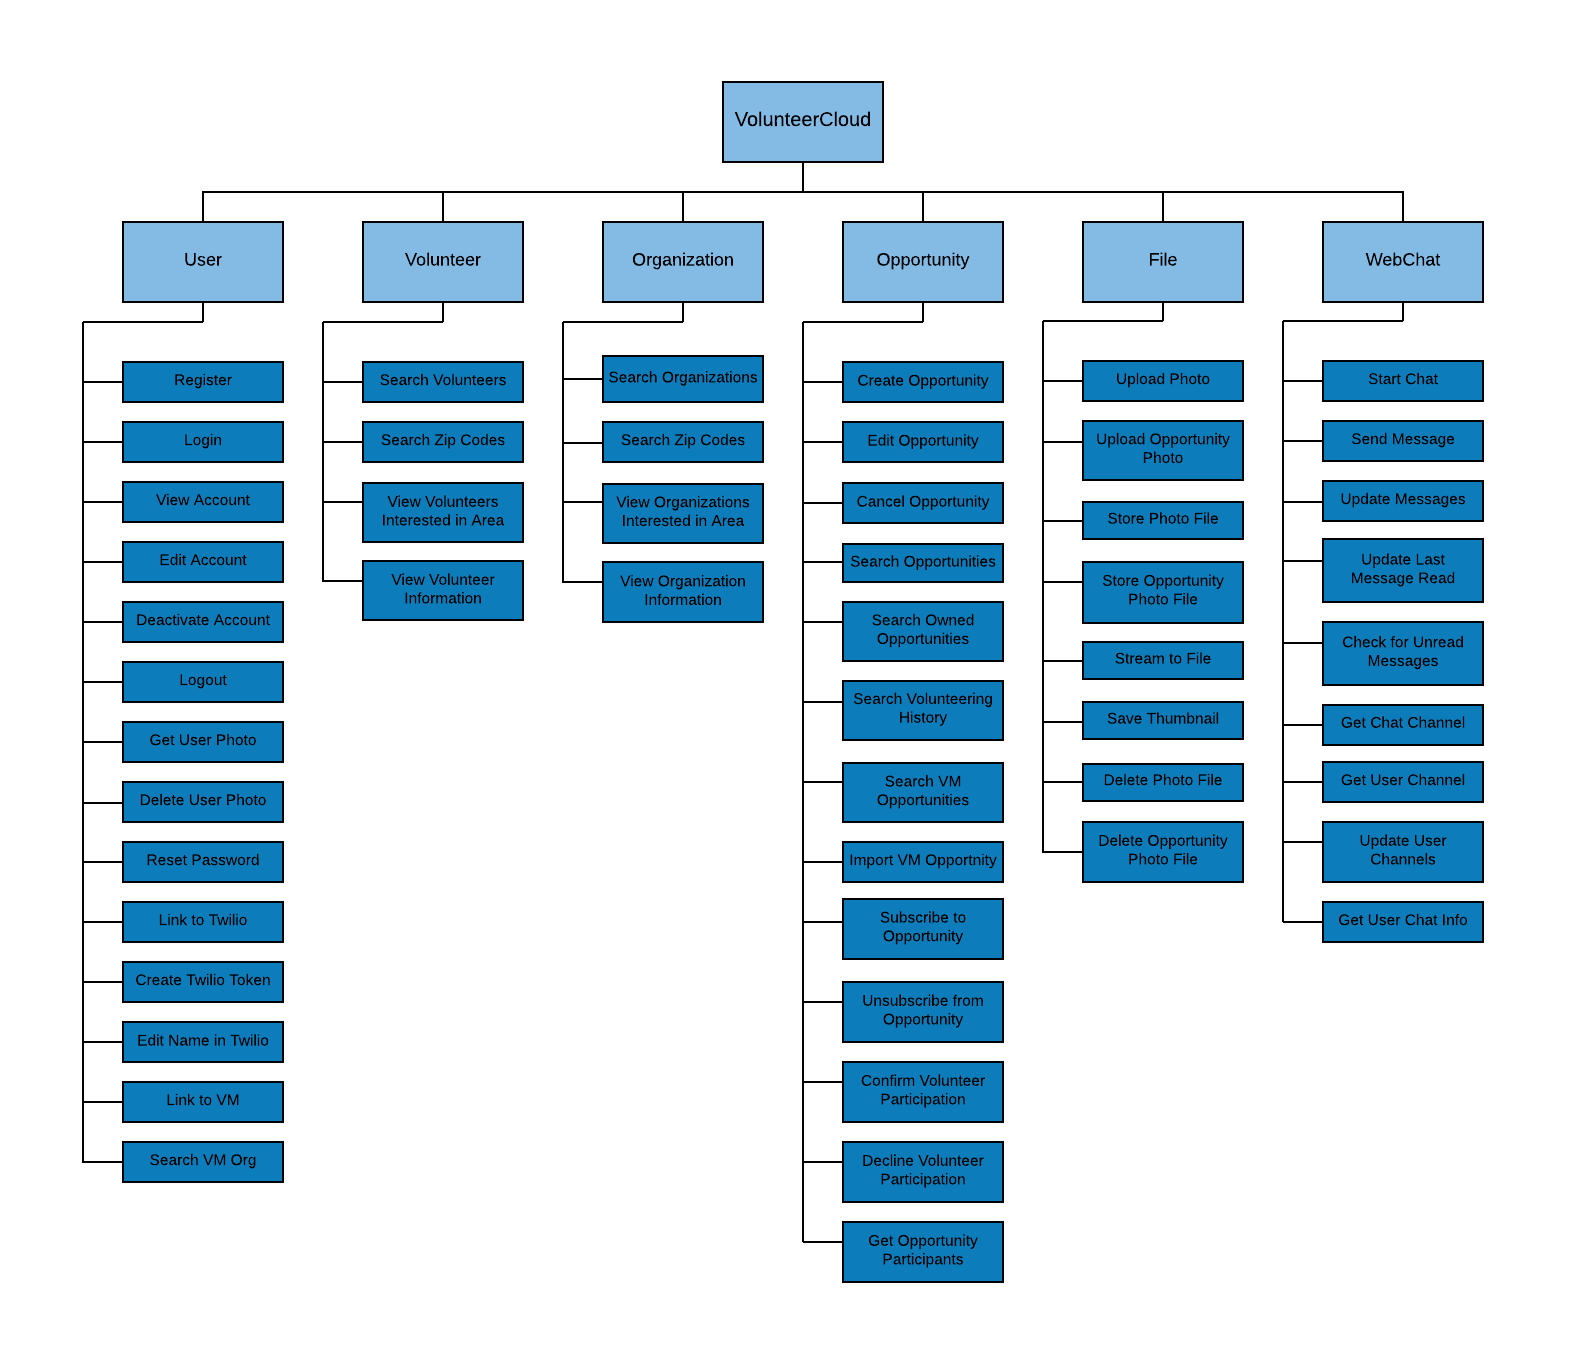 VolunteerCloud
User
Volunteer
Organization
Opportunity
File
WebChat
Register
Login
View Account
Edit Account
Deactivate Account
Logout
Get User Photo
Delete User Photo
Reset Password
Link to Twilio
Create Twilio Token
Edit Name in Twilio
Link to VM
Search VM Org
Search Volunteers
Search Zip Codes
View Volunteers
Interested in Area
View Volunteer
Information
Search Organizations
Search Zip Codes
View Organizations
Interested in Area
View Organization
Information
Create Opportunity
Edit Opportunity
Cancel Opportunity
Search Opportunities
Search Owned
Opportunities
Search Volunteering
History
Search VM
Opportunities
Import VM Opportnity
Subscribe to
Opportunity
Unsubscribe from
Opportunity
Confirm Volunteer
Participation
Decline Volunteer
Participation
Get Opportunity
Participants
Upload Photo
Upload Opportunity
Photo
Store Photo File
Store Opportunity
Photo File
Stream to File
Save Thumbnail
Delete Photo File
Delete Opportunity
Photo File
Start Chat
Send Message
Update Messages
Update Last
Message Read
Check for Unread
Messages
Get Chat Channel
Get User Channel
Update User
Channels
Get User Chat Info